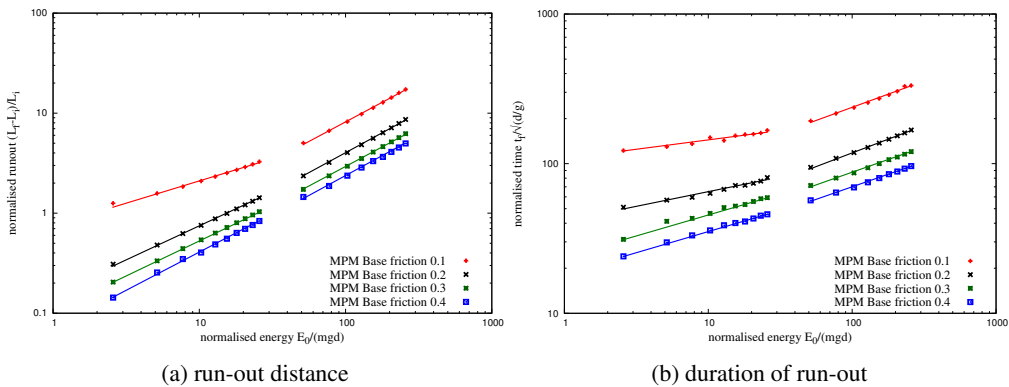 100
10
1
0.1
1
10
100
1000
normalised runout (Lf-Li)/Li
normalised energy E0/(mgd)
MPM Base friction 0.1
MPM Base friction 0.2
MPM Base friction 0.3
MPM Base friction 0.4
(a) run-out distance
1000
100
10
1
10
100
1000
normalised time tf/√(d/g)
normalised energy E0/(mgd)
MPM Base friction 0.1
MPM Base friction 0.2
MPM Base friction 0.3
MPM Base friction 0.4
(b) duration of run-out